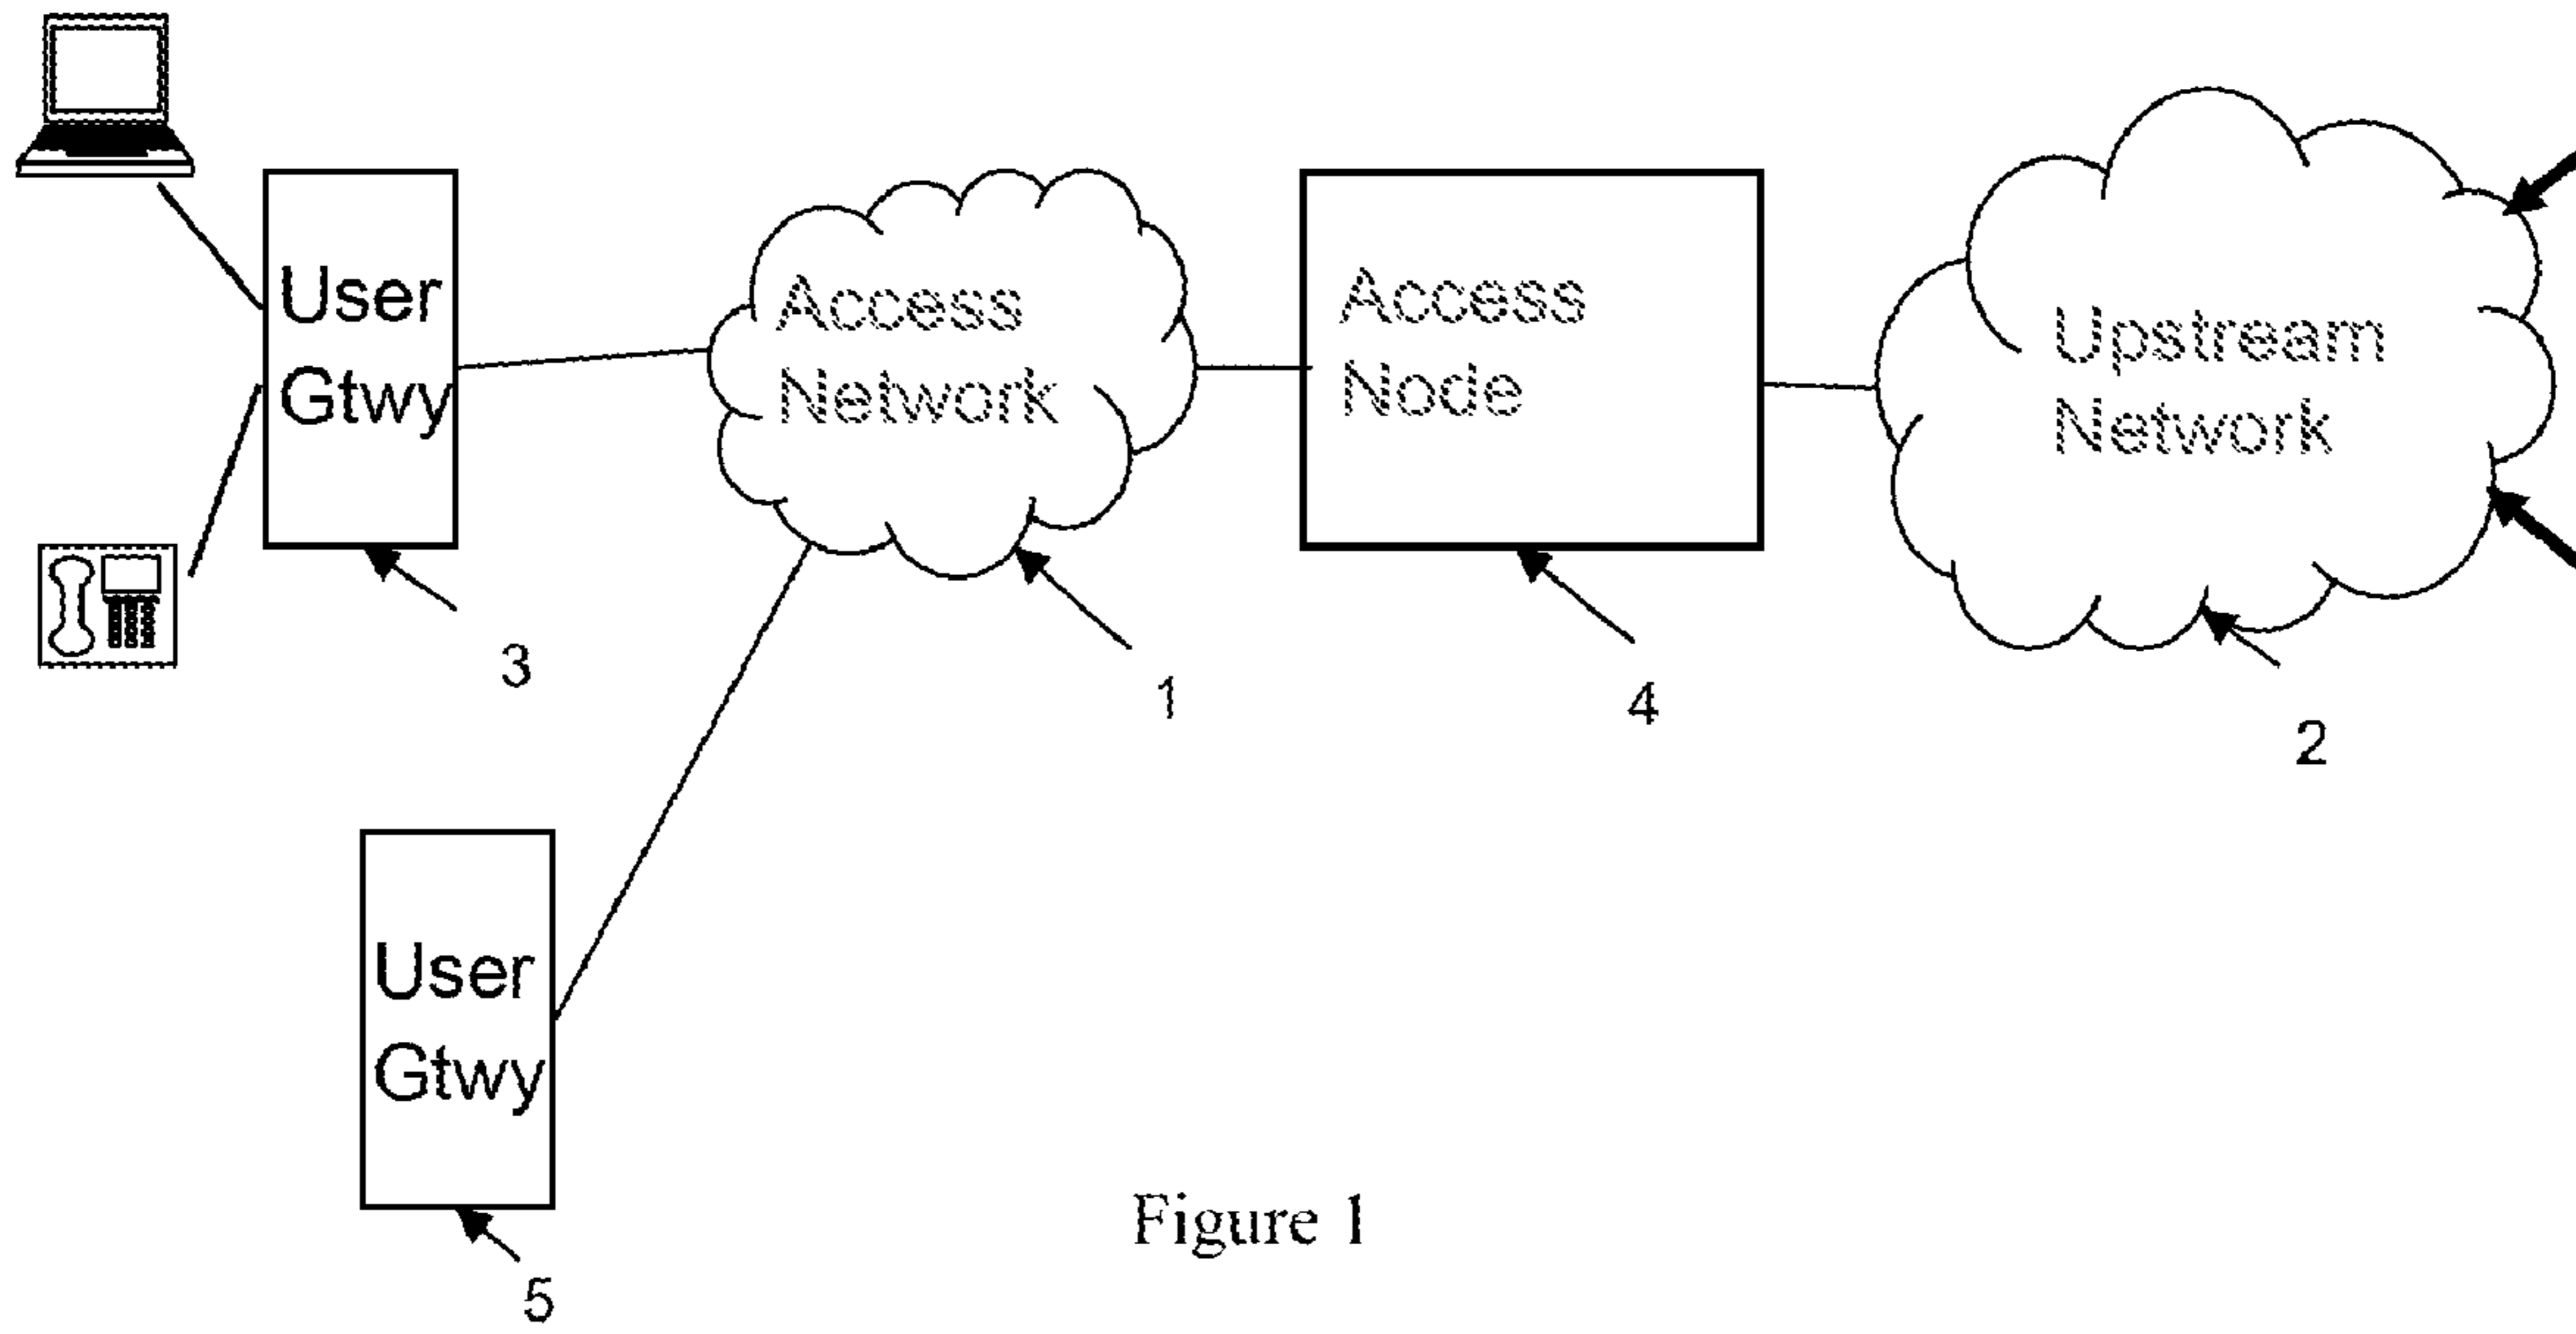 User
Gtwy
Access
Network
Access
Node
Upstream
Network
3
1
4
2
User
Gtwy
5
Figure 1